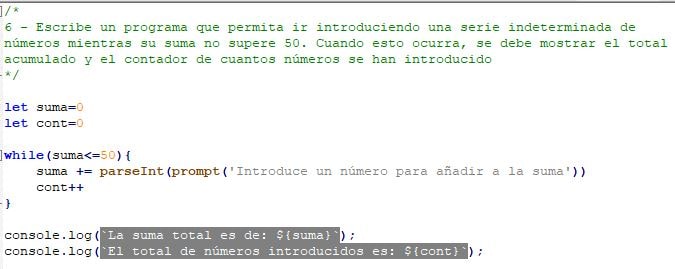 /*
6 - Escribe un programa que permita ir introduciendo una serie indeterminada de
números mientras su suma no supere 50. Cuando esto ocurra, se debe mostrar el total
acumulado y el contador de cuantos números se han introducido
*/
let suma=0
let cont=0
while(suma<=50){
suma += parseInt(prompt('Introduce un número para añadir a la suma'))
cont++
}
console.log(`La suma total es de: ${suma}`);
console.log(`El total de números introducidos es: ${cont}`);